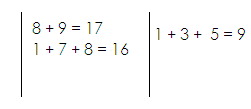 8 + 9 = 17
1 + 7 + 8 = 16
1 + 3 + 5 = 9